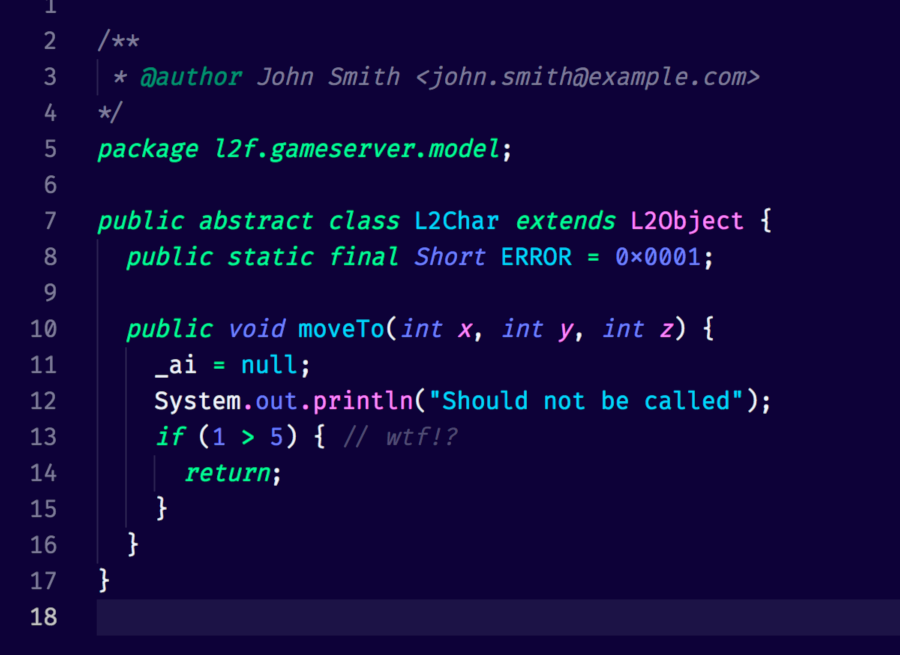 1
2 /**
3 * @author John Smith <john.smith@example.com>
4 */
5 package l2f.gameserver.model;
6
7 public abstract class L2Char extends L2Object {
8 public static final Short ERROR = 0x0001;
9
10 public void moveTo(int x, int y, int z) {
11 _ai = null;
12 System.out.println("Should not be called");
13 if (1 > 5) { // wtf!?
14 return;
15 }
16 }
17 }
18